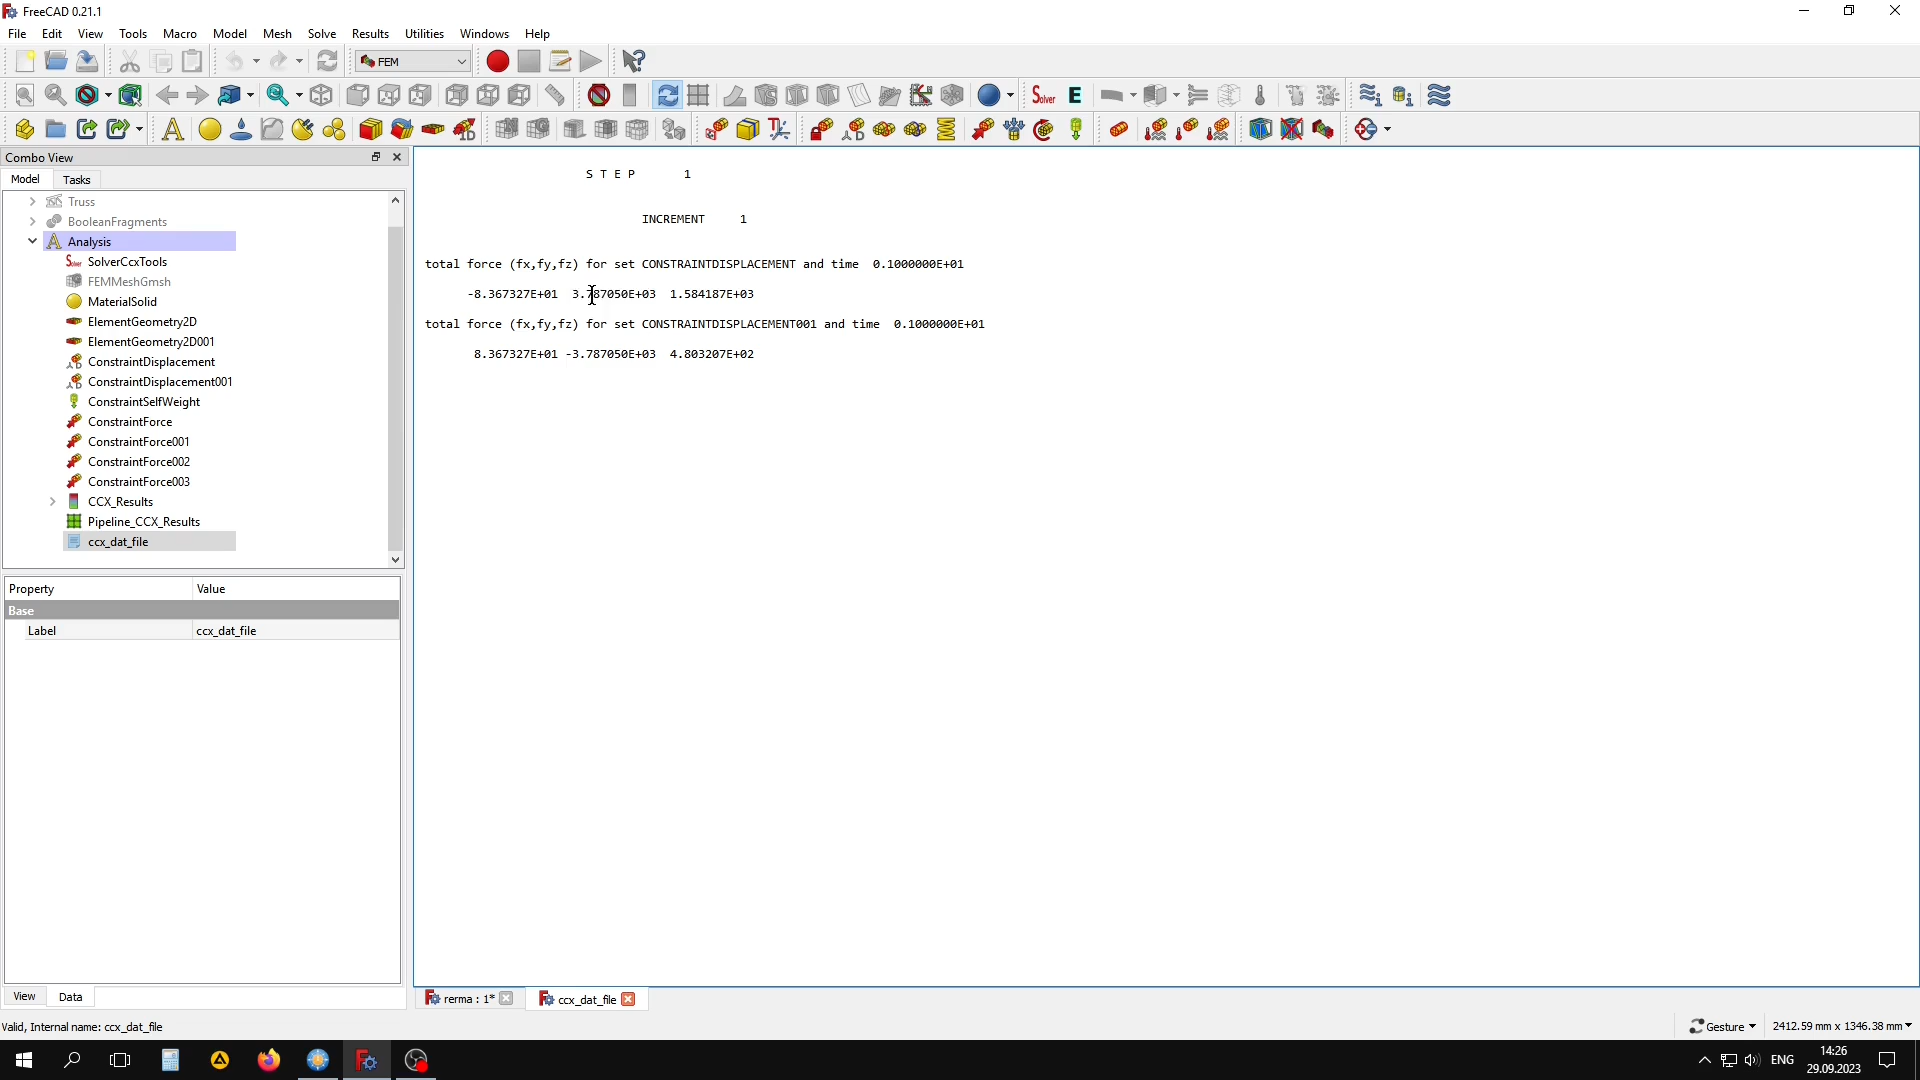 FreeCAD 0.21.1
File Edit View Tools Macro Model Mesh Solve Results Utilities Windows Help
FEM
Solver E
Combo View
Model Tasks
Truss
BooleanFragments
Analysis
SolverCcxTools
FEMMeshGmsh
MaterialSolid
ElementGeometry2D
ElementGeometry2D001
ConstraintDisplacement
ConstraintDisplacement001
ConstraintSelfWeight
ConstraintForce
ConstraintForce001
ConstraintForce002
ConstraintForce003
CCX_Results
Pipeline_CCX_Results
ccx_dat_file
Property Value
Base
Label ccx_dat_file
View Data
S T E P 1
INCREMENT 1
total force (fx,fy,fz) for set CONSTRAINTDISPLACEMENT and time 0.1000000E+01
-8.367327E+01 3.787050E+03 1.584187E+03
total force (fx,fy,fz) for set CONSTRAINTDISPLACEMENT001 and time 0.1000000E+01
8.367327E+01 -3.787050E+03 4.803207E+02
rerma : 1* ccx_dat_file
Valid, Internal name: ccx_dat_file
Gesture 2412.59 mm x 1346.38 mm
ENG 14:26
29.09.2023